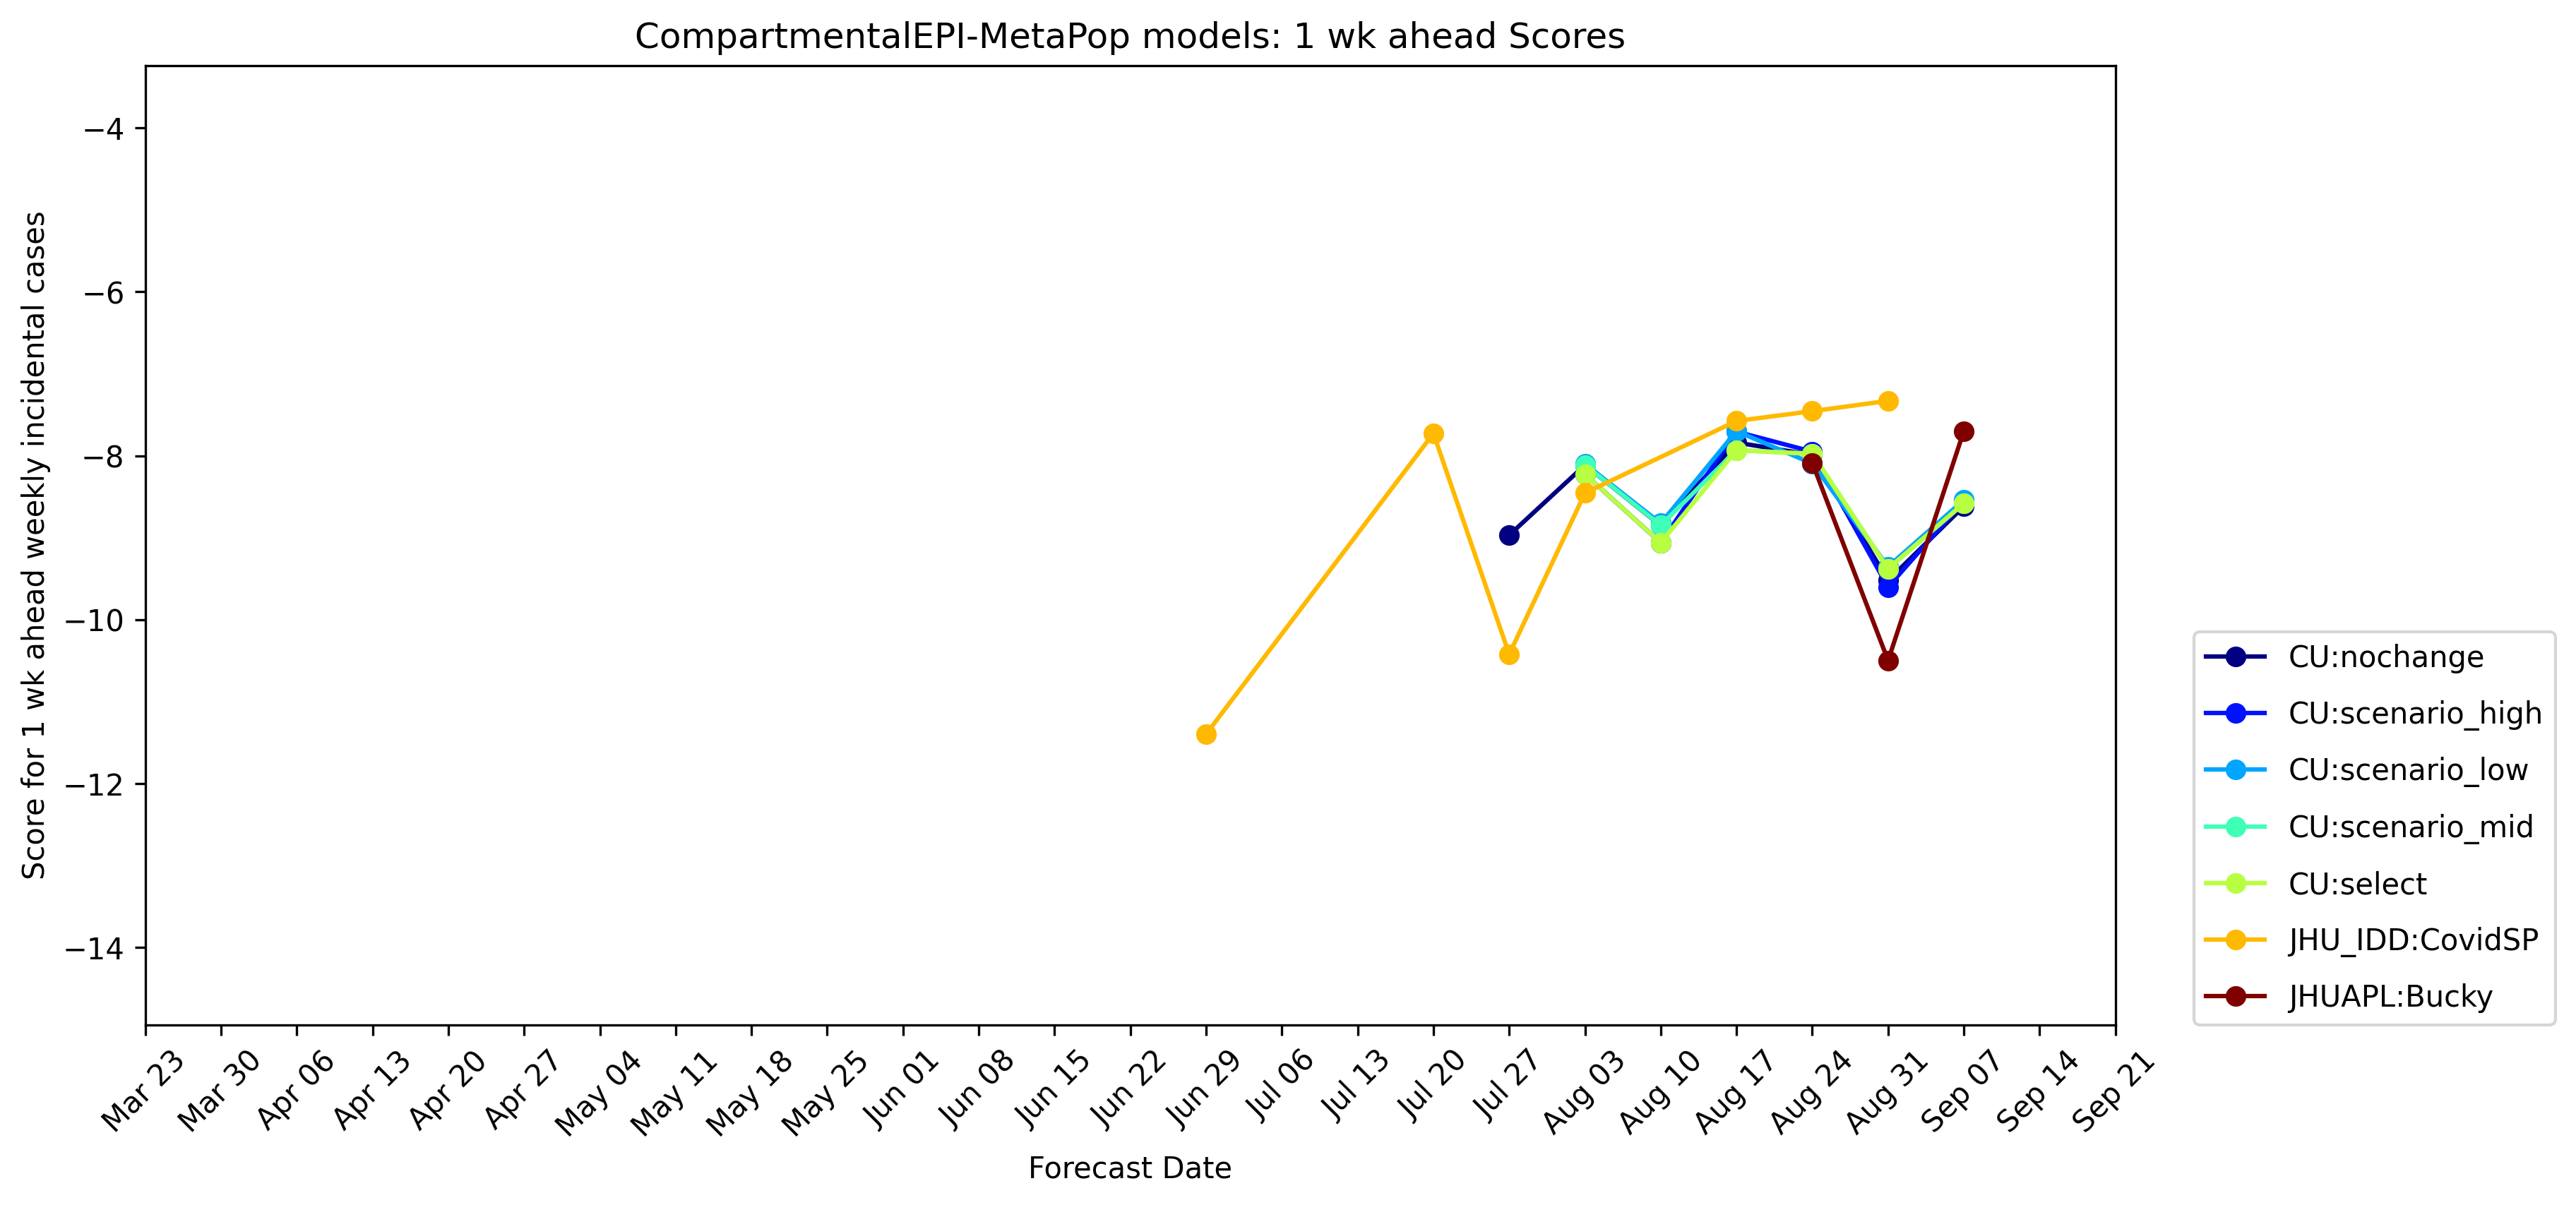 CompartmentalEPI-MetaPop models: 1 wk ahead Scores
Score for 1 wk ahead weekly incidental cases
−4
−6
−8
−10
−12
−14
Mar 23
Mar 30
Apr 06
Apr 13
Apr 20
Apr 27
May 04
May 11
May 18
May 25
Jun 01
Jun 08
Jun 15
Jun 22
Jun 29
Jul 06
Jul 13
Jul 20
Jul 27
Aug 03
Aug 10
Aug 17
Aug 24
Aug 31
Sep 07
Sep 14
Sep 21
Forecast Date
CU:nochange
CU:scenario_high
CU:scenario_low
CU:scenario_mid
CU:select
JHU_IDD:CovidSP
JHUAPL:Bucky